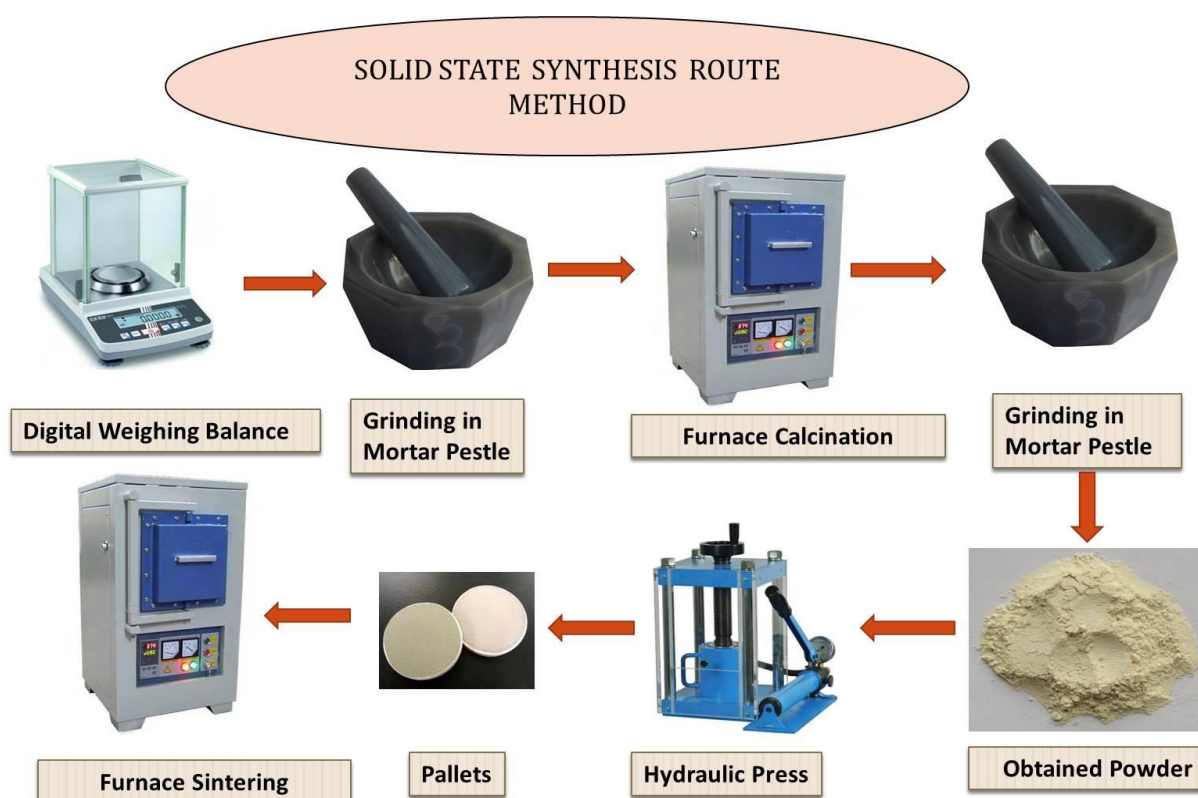 SOLID STATE SYNTHESIS ROUTE
METHOD
Digital Weighing Balance
Grinding in
Mortar Pestle
Furnace Calcination
Grinding in
Mortar Pestle
Furnace Sintering
Pallets
Hydraulic Press
Obtained Powder